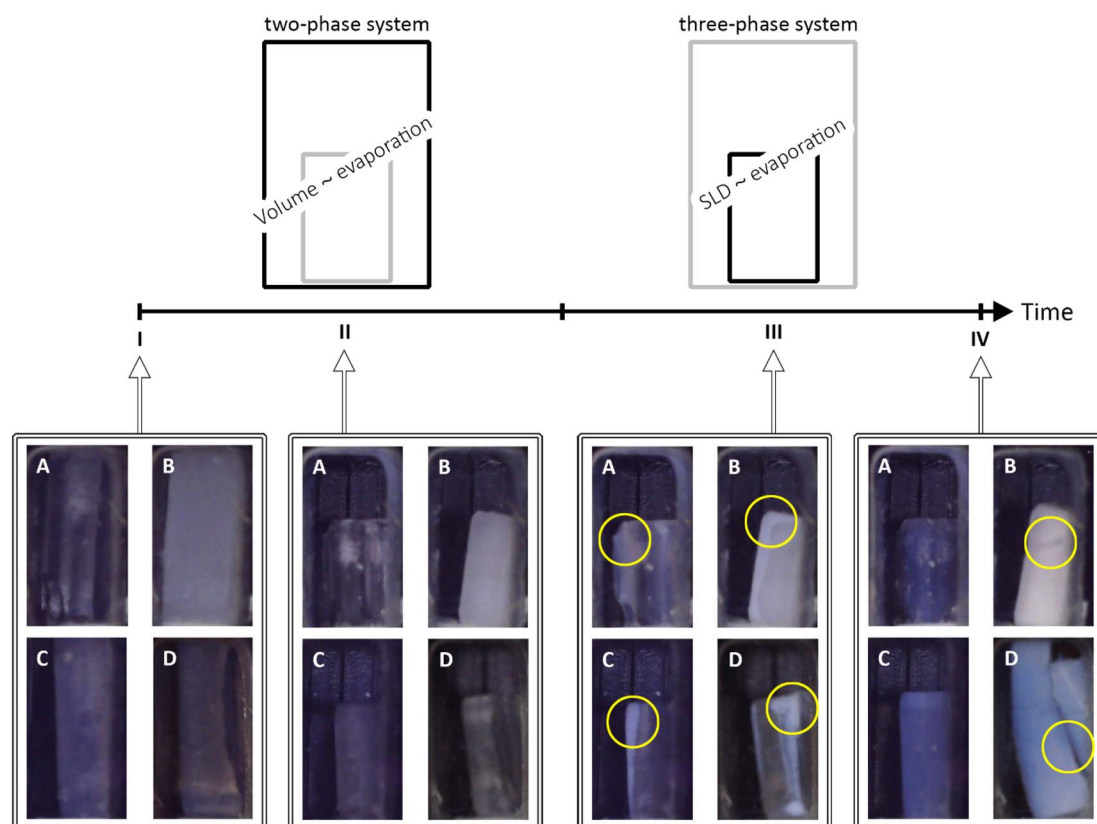 two-phase system
three-phase system
Volume ~ evaporation
SLD ~ evaporation
Time
I
II
III
IV
A
B
A
B
A
B
A
B
C
D
C
D
C
D
C
D